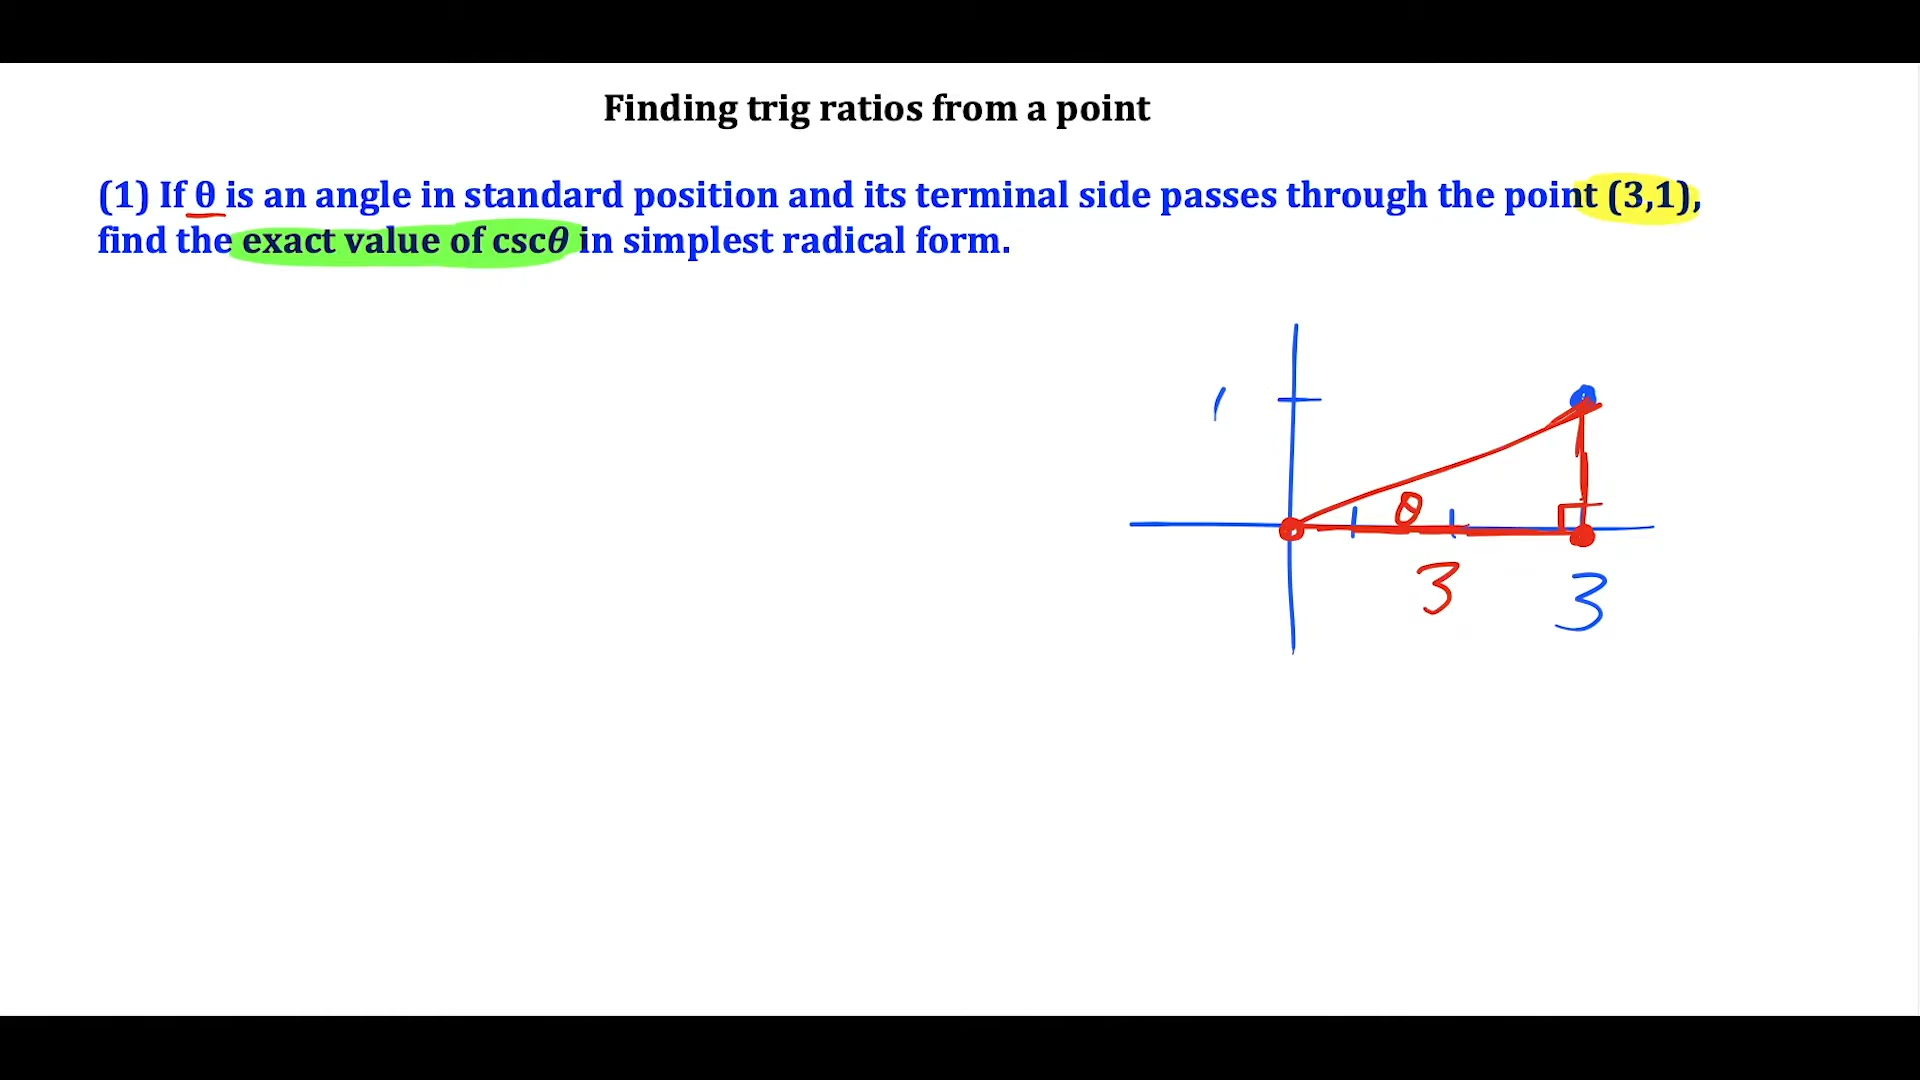 Finding trig ratios from a point
(1) If θ is an angle in standard position and its terminal side passes through the point (3,1),
find the exact value of cscθ in simplest radical form.
1
θ
3
3